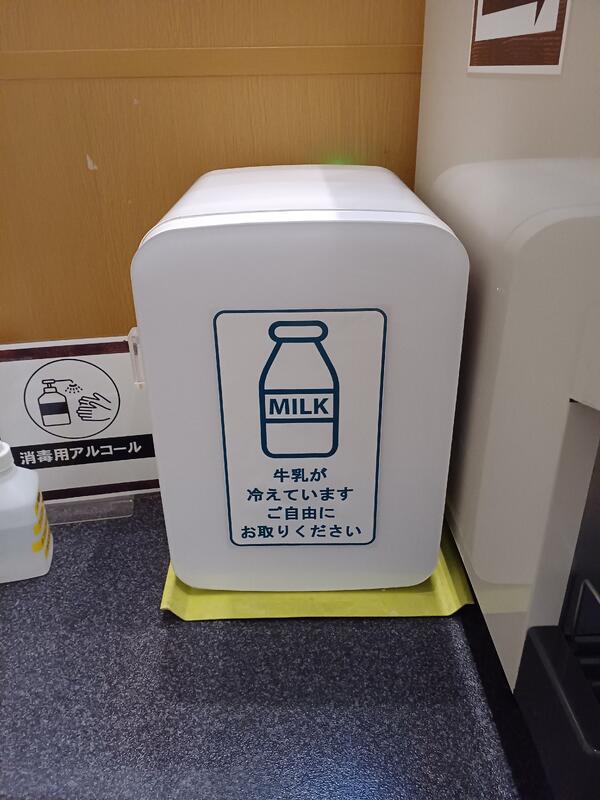 MILK
牛乳が
冷えています
ご自由に
お取りください
消毒用アルコール